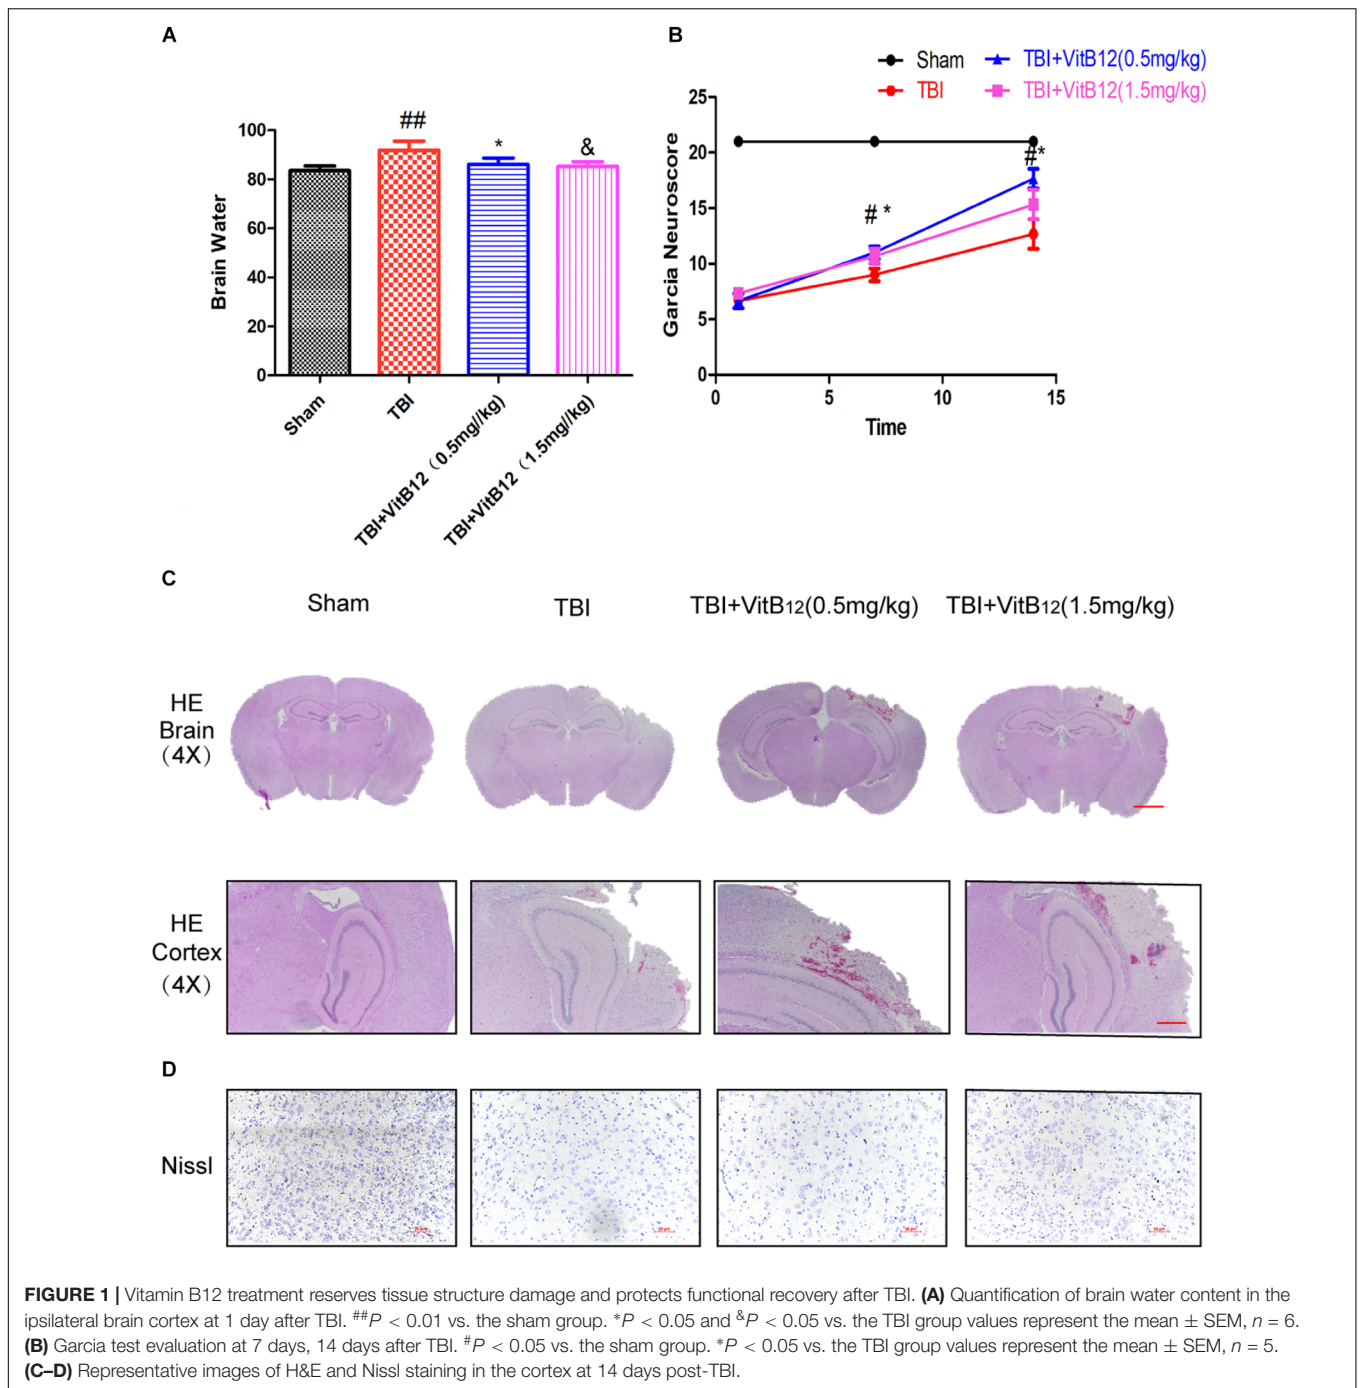 A
##
*
&
100
80
60
40
20
0
Brain Water
Sham
TBI
TBI+VitB12（0.5mg//kg)
TBI+VitB12（1.5mg//kg)
B
Sham
TBI+VitB12(0.5mg/kg)
TBI
TBI+VitB12(1.5mg/kg)
25
20
15
10
5
0
Garcia Neuroscore
# *
#*
0
5
10
15
Time
C
Sham
TBI
TBI+VitB12(0.5mg/kg)
TBI+VitB12(1.5mg/kg)
HE
Brain
（4X）
HE
Cortex
（4X）
D
Nissl
FIGURE 1 | Vitamin B12 treatment reserves tissue structure damage and protects functional recovery after TBI. (A) Quantification of brain water content in the
ipsilateral brain cortex at 1 day after TBI. ##P < 0.01 vs. the sham group. *P < 0.05 and &P < 0.05 vs. the TBI group values represent the mean ± SEM, n = 6.
(B) Garcia test evaluation at 7 days, 14 days after TBI. #P < 0.05 vs. the sham group. *P < 0.05 vs. the TBI group values represent the mean ± SEM, n = 5.
(C–D) Representative images of H&E and Nissl staining in the cortex at 14 days post-TBI.